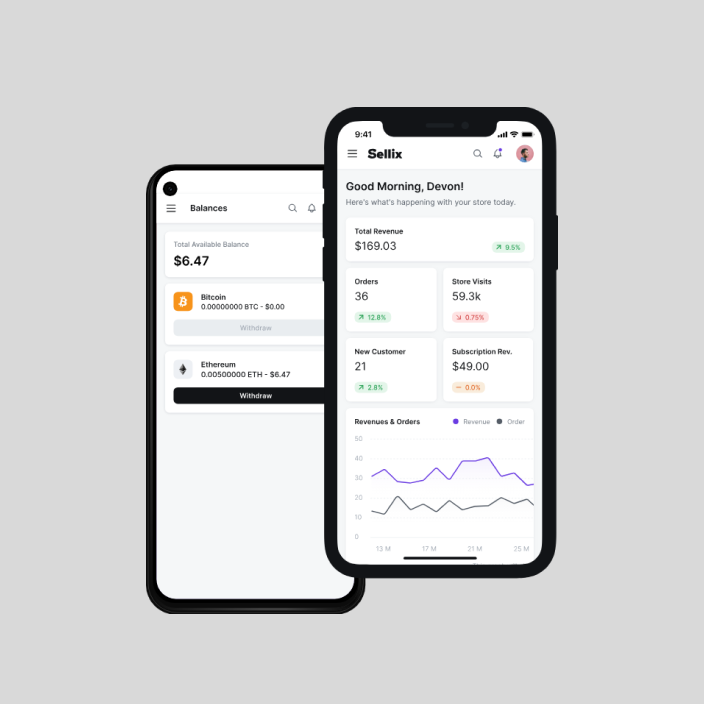 Balances
Total Available Balance
$6.47
Bitcoin
0.00000000 BTC - $0.00
Withdraw
Ethereum
0.00500000 ETH - $6.47
Withdraw
9:41
Sellix
Good Morning, Devon!
Here's what's happening with your store today.
Total Revenue
$169.03
9.5%
Orders
36
12.8%
Store Visits
59.3k
0.75%
New Customer
21
2.8%
Subscription Rev.
$49.00
0.0%
Revenues & Orders
Revenue
Order
50
40
30
20
10
0
13 M
17 M
21 M
25 M